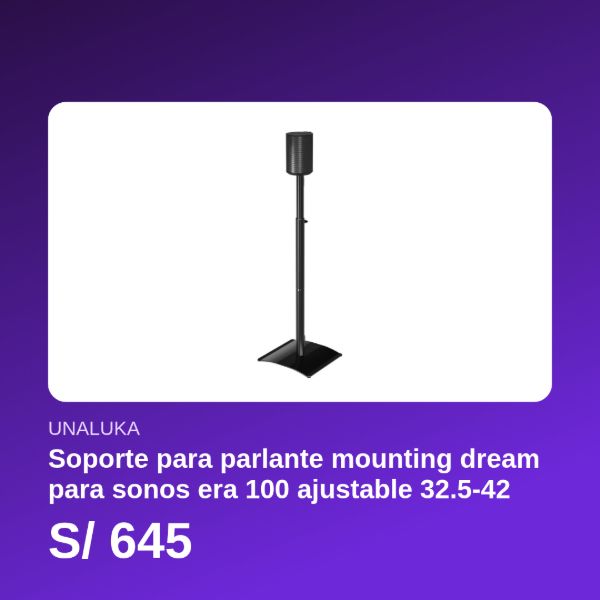 UNALUKA
Soporte para parlante mounting dream
para sonos era 100 ajustable 32.5-42
S/ 645